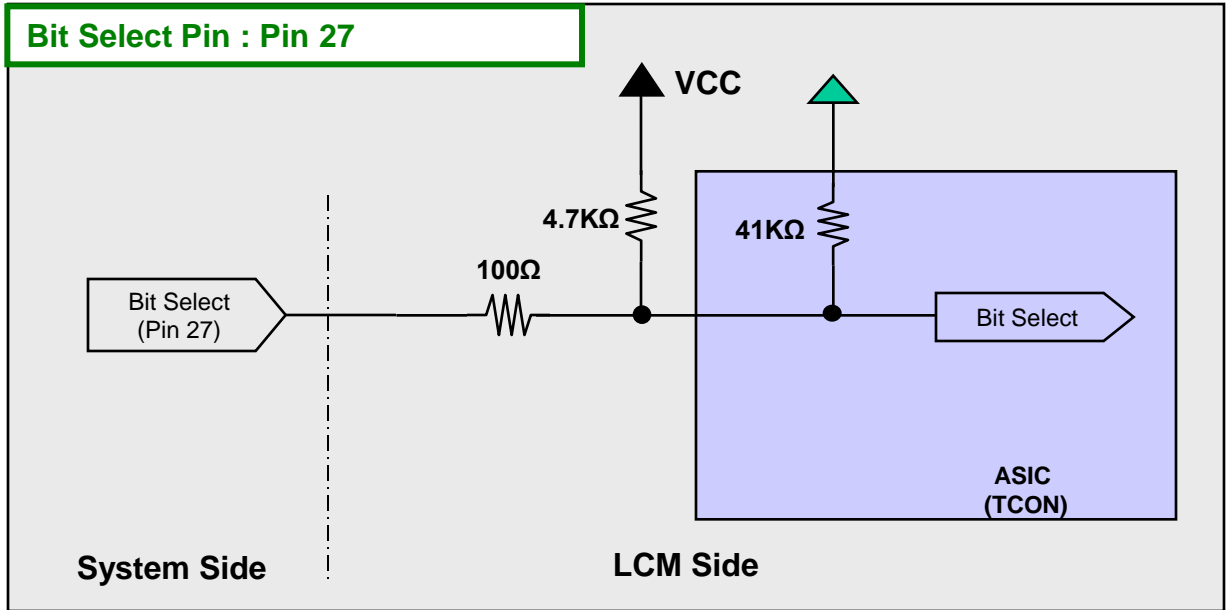 Bit Select Pin : Pin 27
VCC
4.7KΩ
41KΩ
100Ω
Bit Select
(Pin 27)
Bit Select
ASIC
(TCON)
System Side
LCM Side